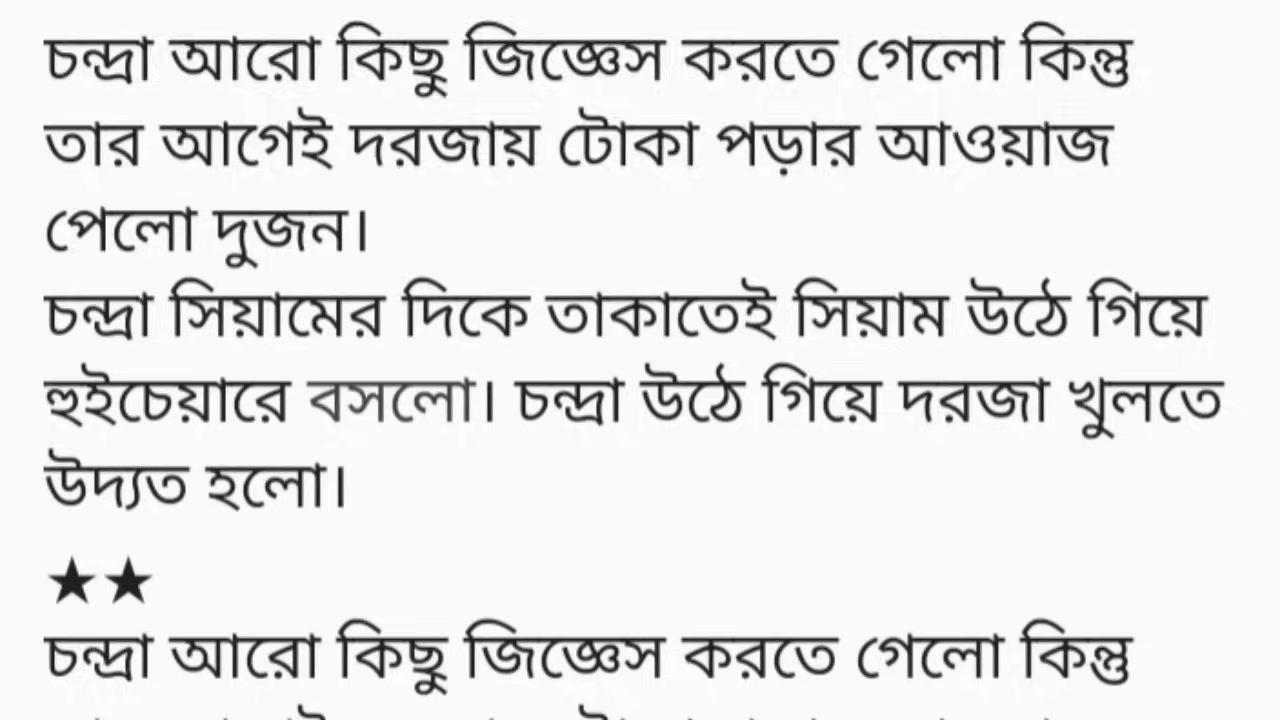 চন্দ্রা আরো কিছু জিজ্ঞেস করতে গেলো কিন্তু
তার আগেই দরজায় টোকা পড়ার আওয়াজ
পেলো দুজন।
চন্দ্রা সিয়ামের দিকে তাকাতেই সিয়াম উঠে গিয়ে
হুইচেয়ারে বসলো। চন্দ্রা উঠে গিয়ে দরজা খুলতে
উদ্যত হলো।
★★
চন্দ্রা আরো কিছু জিজ্ঞেস করতে গেলো কিন্তু